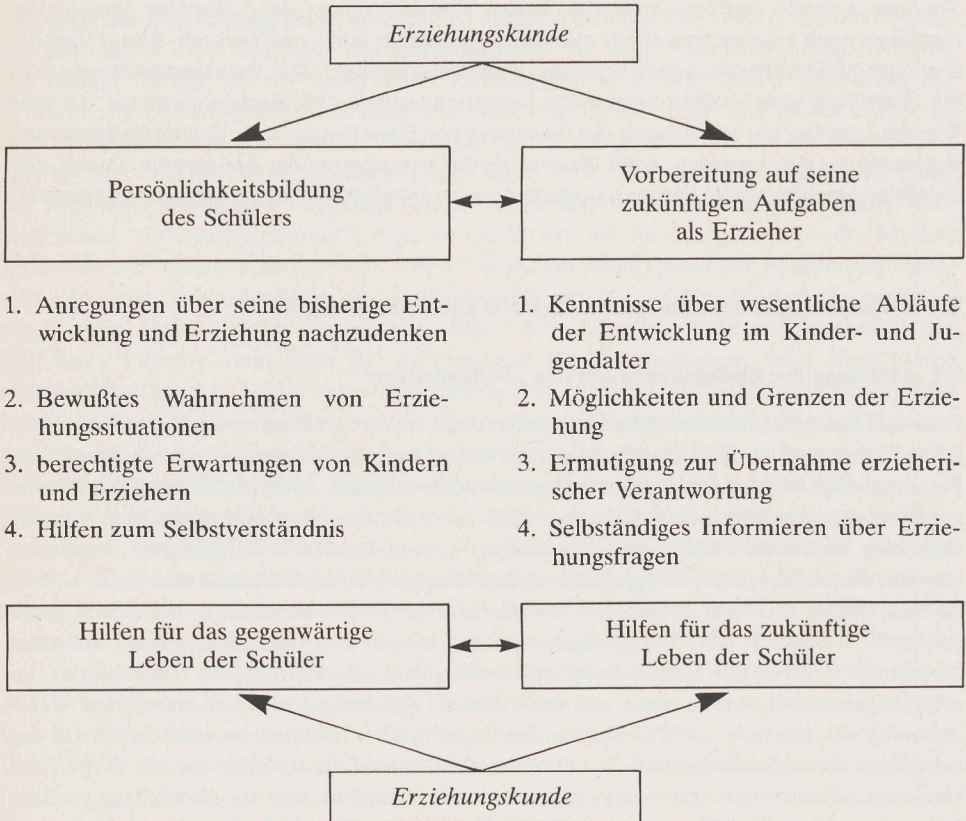 Erziehungskunde
Persönlichkeitsbildung
des Schülers
Vorbereitung auf seine
zukünftigen Aufgaben
als Erzieher
1. Anregungen über seine bisherige Ent-
wicklung und Erziehung nachzudenken
2. Bewußtes Wahrnehmen von Erzie-
hungssituationen
3. berechtigte Erwartungen von Kindern
und Erziehern
4. Hilfen zum Selbstverständnis
1. Kenntnisse über wesentliche Abläufe
der Entwicklung im Kinder- und Ju-
gendalter
2. Möglichkeiten und Grenzen der Erzie-
hung
3. Ermutigung zur Übernahme erzieheri-
scher Verantwortung
4. Selbständiges Informieren über Erzie-
hungsfragen
Hilfen für das gegenwärtige
Leben der Schüler
Hilfen für das zukünftige
Leben der Schüler
Erziehungskunde